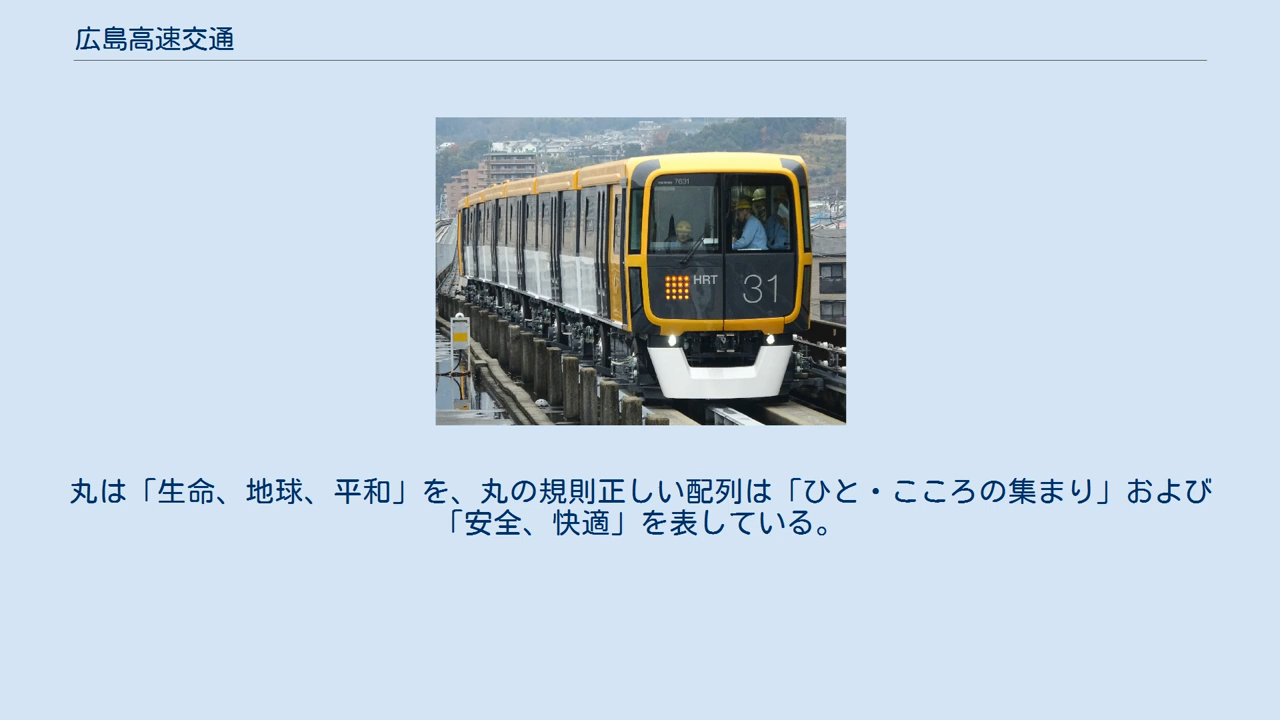 広島高速交通
7631
HRT
31
丸は「生命、地球、平和」を、丸の規則正しい配列は「ひと・こころの集まり」および
「安全、快適」を表している。